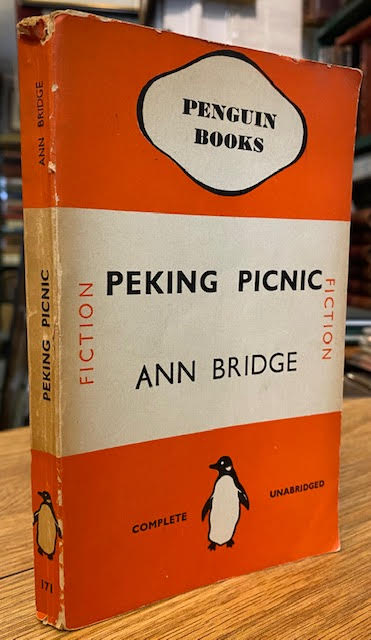 ANN BRIDGE
PEKING PICNIC
171
PENGUIN
BOOKS
PEKING PICNIC
FICTION
FICTION
ANN BRIDGE
COMPLETE
UNABRIDGED